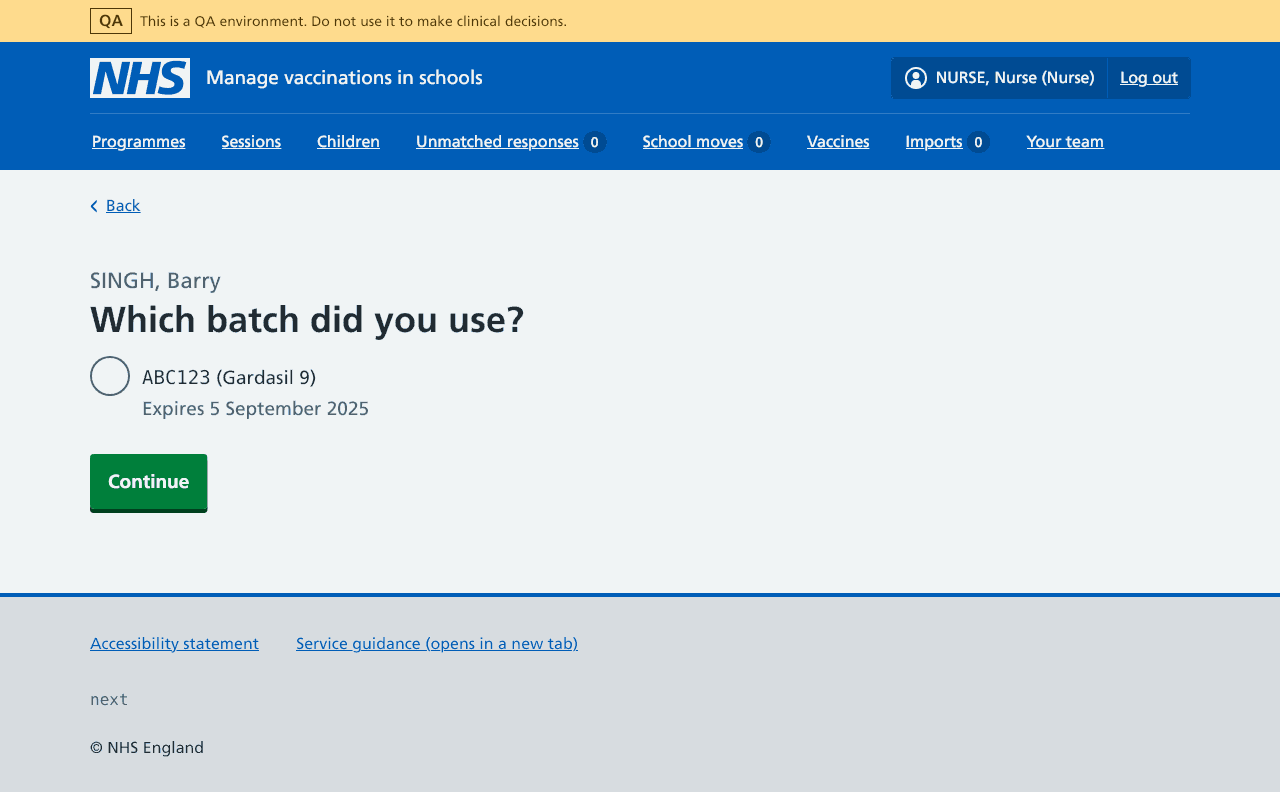 QA This is a QA environment. Do not use it to make clinical decisions.
NHS Manage vaccinations in schools NURSE, Nurse (Nurse) Log out
Programmes Sessions Children Unmatched responses 0 School moves 0 Vaccines Imports 0 Your team
Back
SINGH, Barry
Which batch did you use?
ABC123 (Gardasil 9)
Expires 5 September 2025
Continue
Accessibility statement Service guidance (opens in a new tab)
next
© NHS England